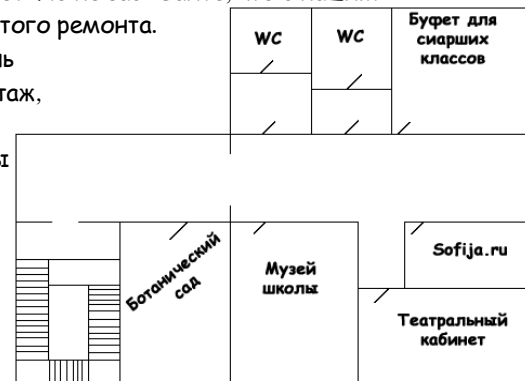 того ремонта.
WC
WC
Буфет для
сиарших
классов
Ботанический
сад
Музей
школы
Sofija.ru
Театральный
кабинет